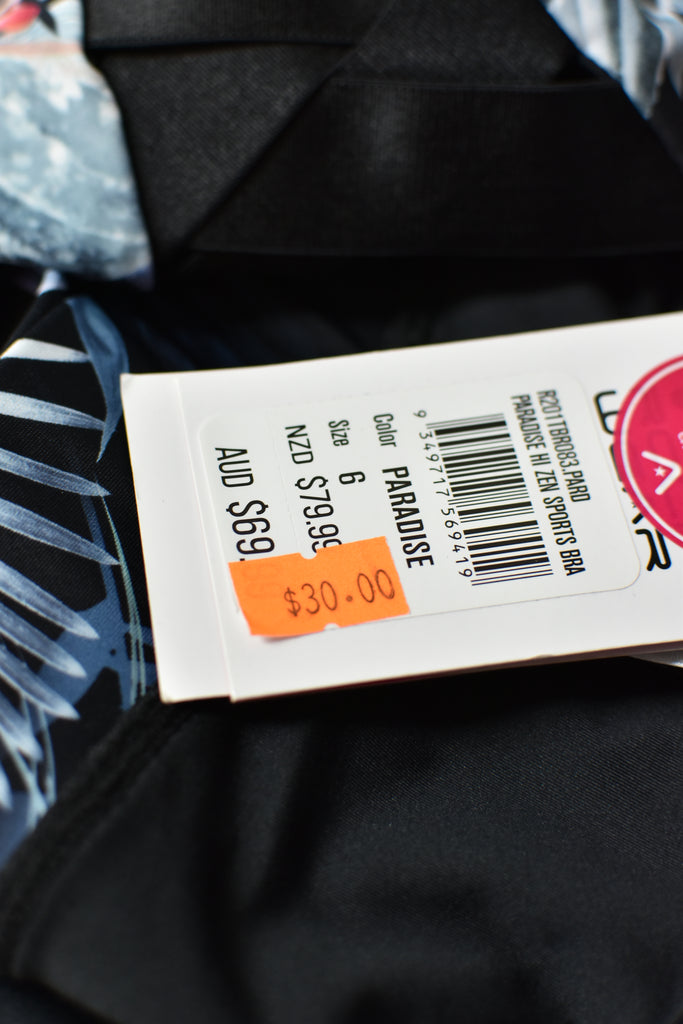 R201TBR083.PARD
PARADISE HI ZEN SPORTS BRA
9 349717 569419
Color PARADISE
Size 6
NZD $79.99
AUD $69.
$30.00